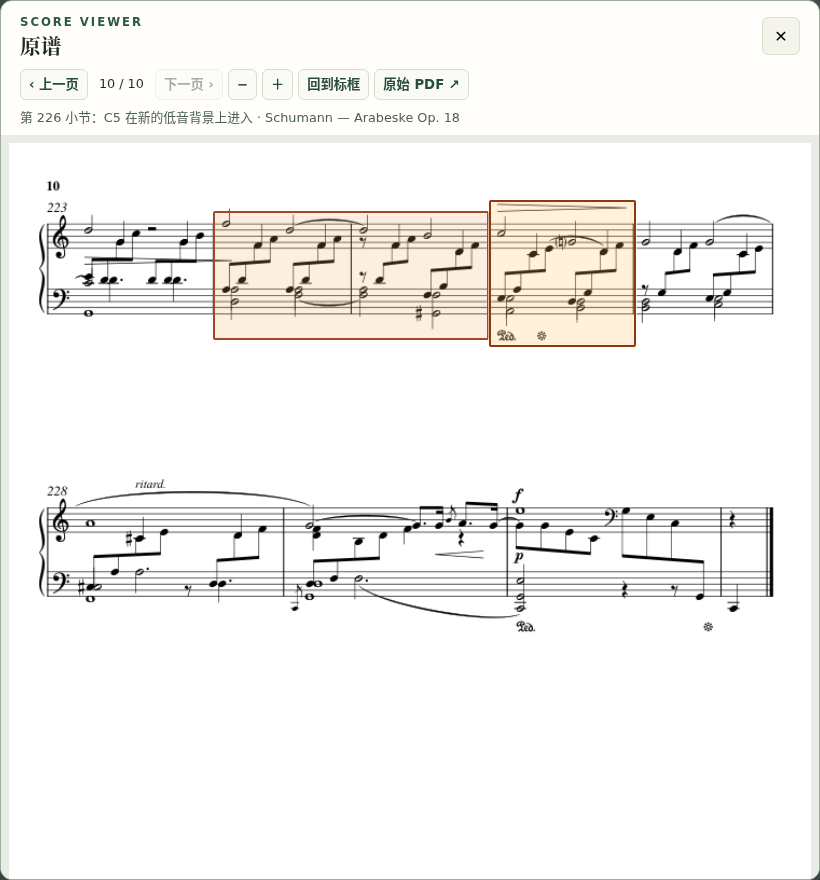 SCORE VIEWER
原谱
×
‹ 上一页 10 / 10 下一页 › − + 回到标框 原始 PDF ↗
第 226 小节：C5 在新的低音背景上进入 · Schumann — Arabeske Op. 18
10
223
Ped.
228
ritard.
f
p
Ped.